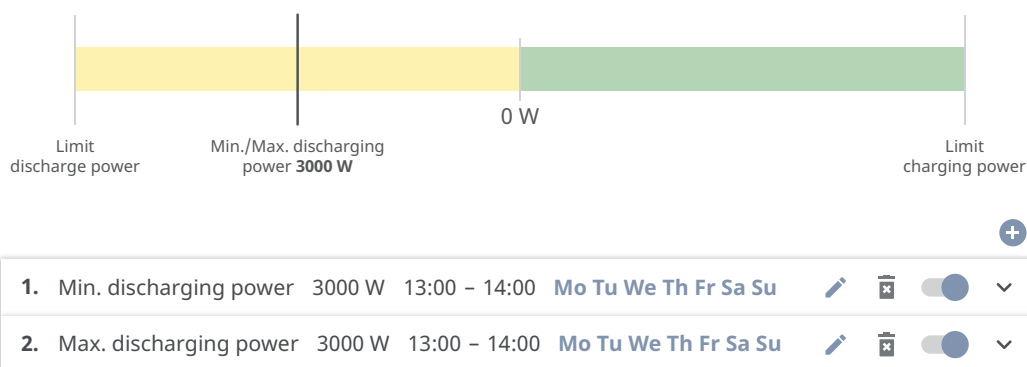 0 W
Limit
discharge power
Min./Max. discharging
power 3000 W
Limit
charging power
1. Min. discharging power 3000 W 13:00 – 14:00 Mo Tu We Th Fr Sa Su
2. Max. discharging power 3000 W 13:00 – 14:00 Mo Tu We Th Fr Sa Su